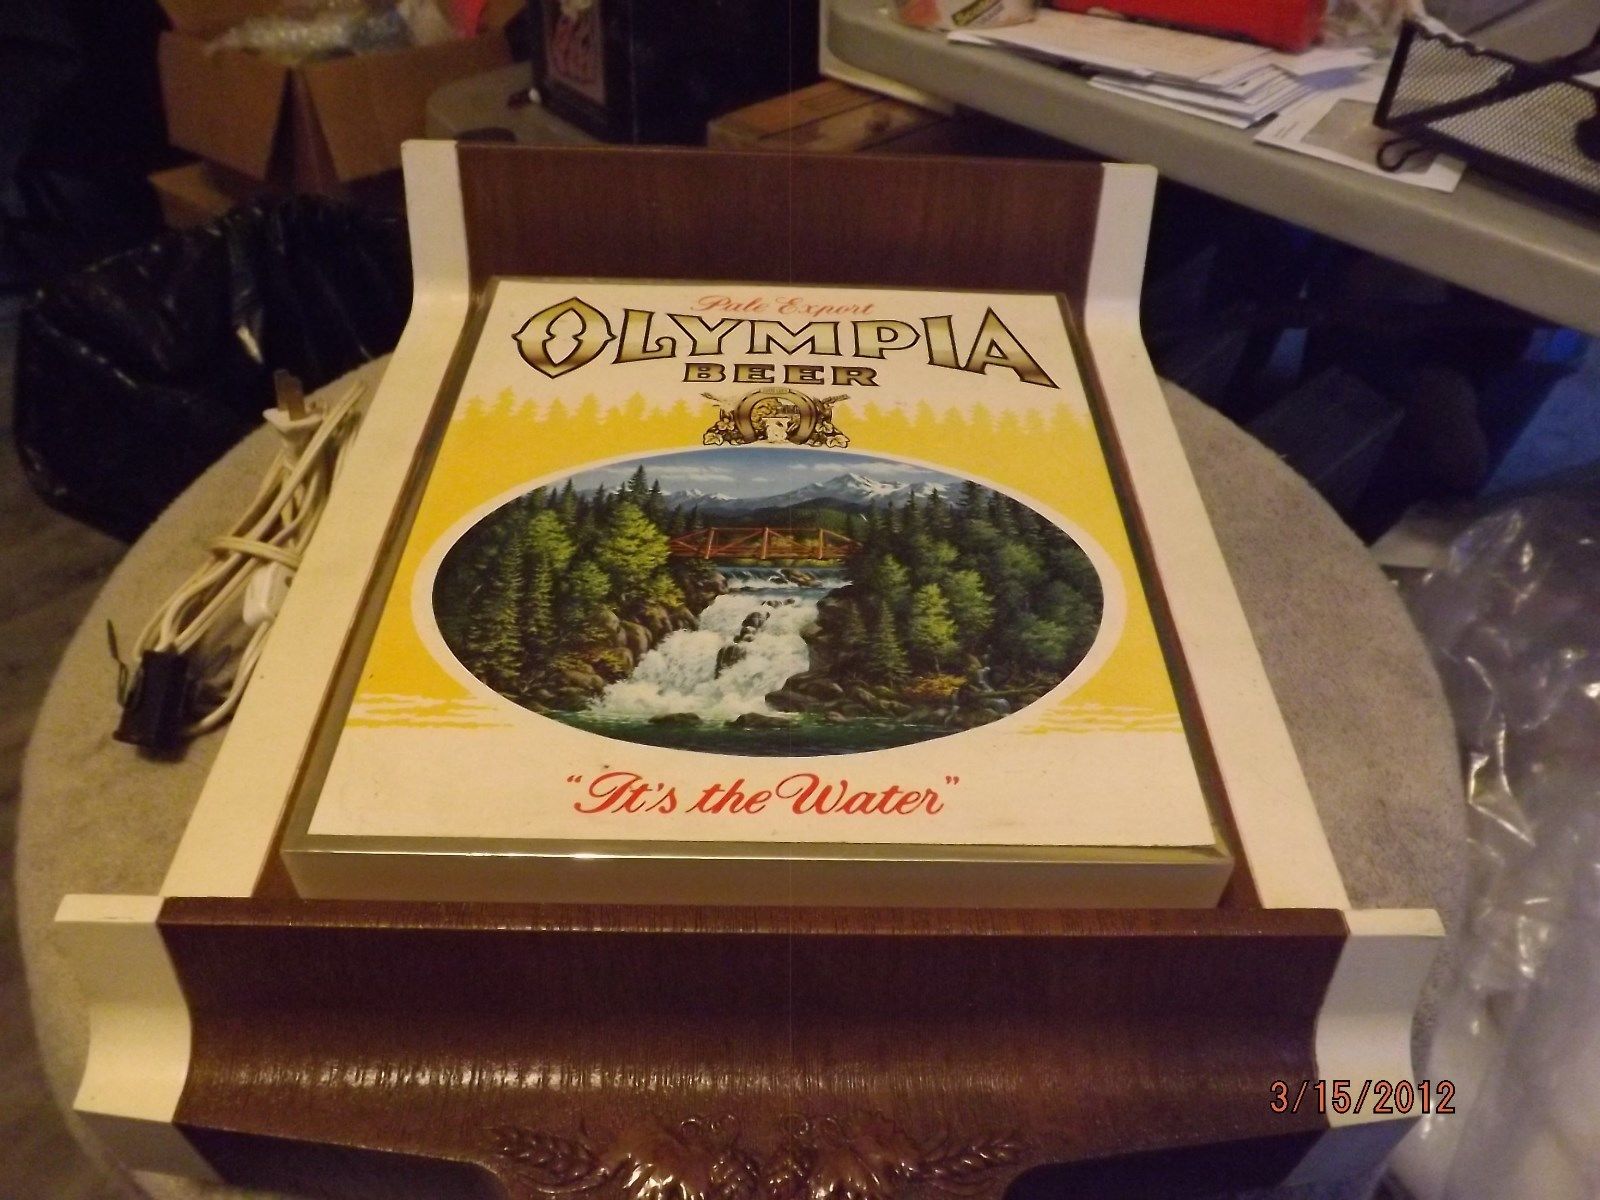 Pale Export
OLYMPIA
BEER
"It's the Water"
3/15/2012